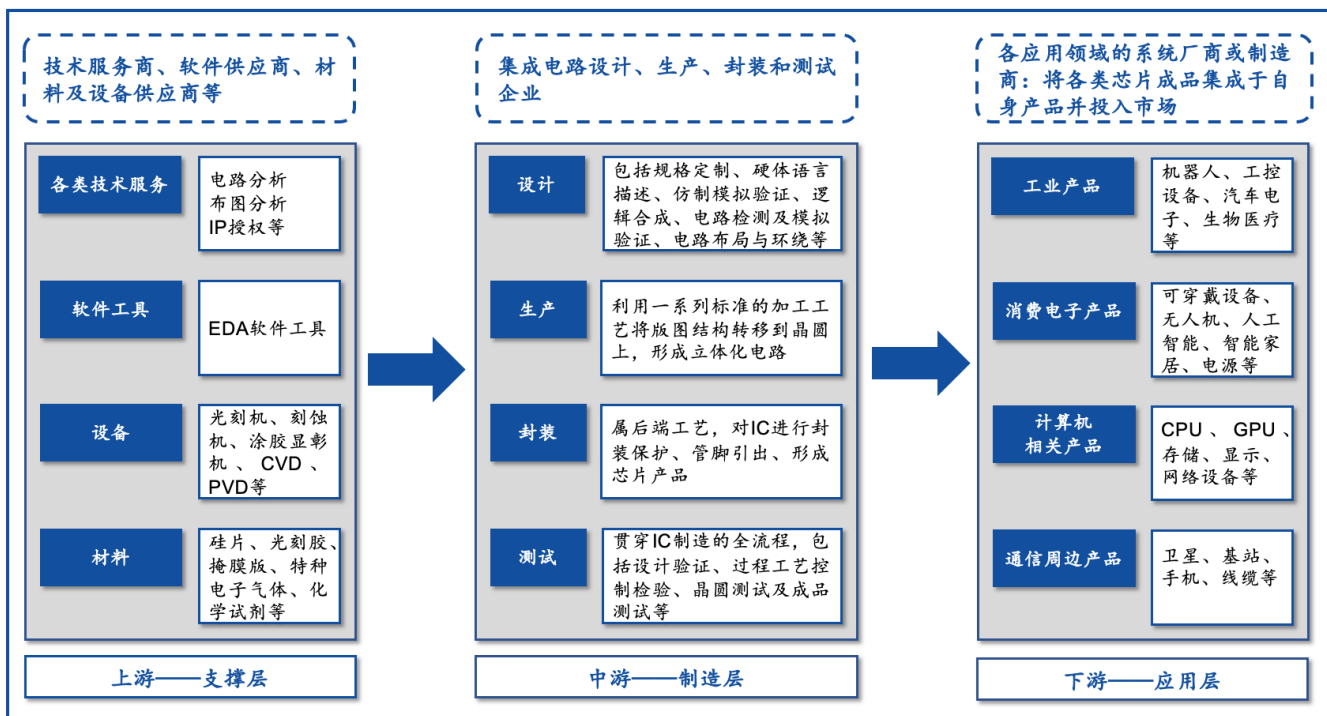 技术服务商、软件供应商、材
料及设备供应商等
各类技术服务
电路分析
布图分析
IP授权等
软件工具
EDA软件工具
设备
光刻机、刻蚀
机、涂胶显影
机、CVD、
PVD等
材料
硅片、光刻胶、
掩膜版、特种
电子气体、化
学试剂等
上游——支撑层
集成电路设计、生产、封装和测试
企业
设计
包括规格定制、硬体语言
描述、仿制模拟验证、逻
辑合成、电路检测及模拟
验证、电路布局与环绕等
生产
利用一系列标准的加工工
艺将版图结构转移到晶圆
上，形成立体化电路
封装
属后端工艺，对IC进行封
装保护、管脚引出、形成
芯片产品
测试
贯穿IC制造的全流程，包
括设计验证、过程工艺控
制检验、晶圆测试及成品
测试等
中游——制造层
各应用领域的系统厂商或制造
商：将各类芯片成品集成于自
身产品并投入市场
工业产品
机器人、工控
设备、汽车电
子、生物医疗
等
消费电子产品
可穿戴设备、
无人机、人工
智能、智能家
居、电源等
计算机
相关产品
CPU、GPU、
存储、显示、
网络设备等
通信周边产品
卫星、基站、
手机、线缆等
下游——应用层